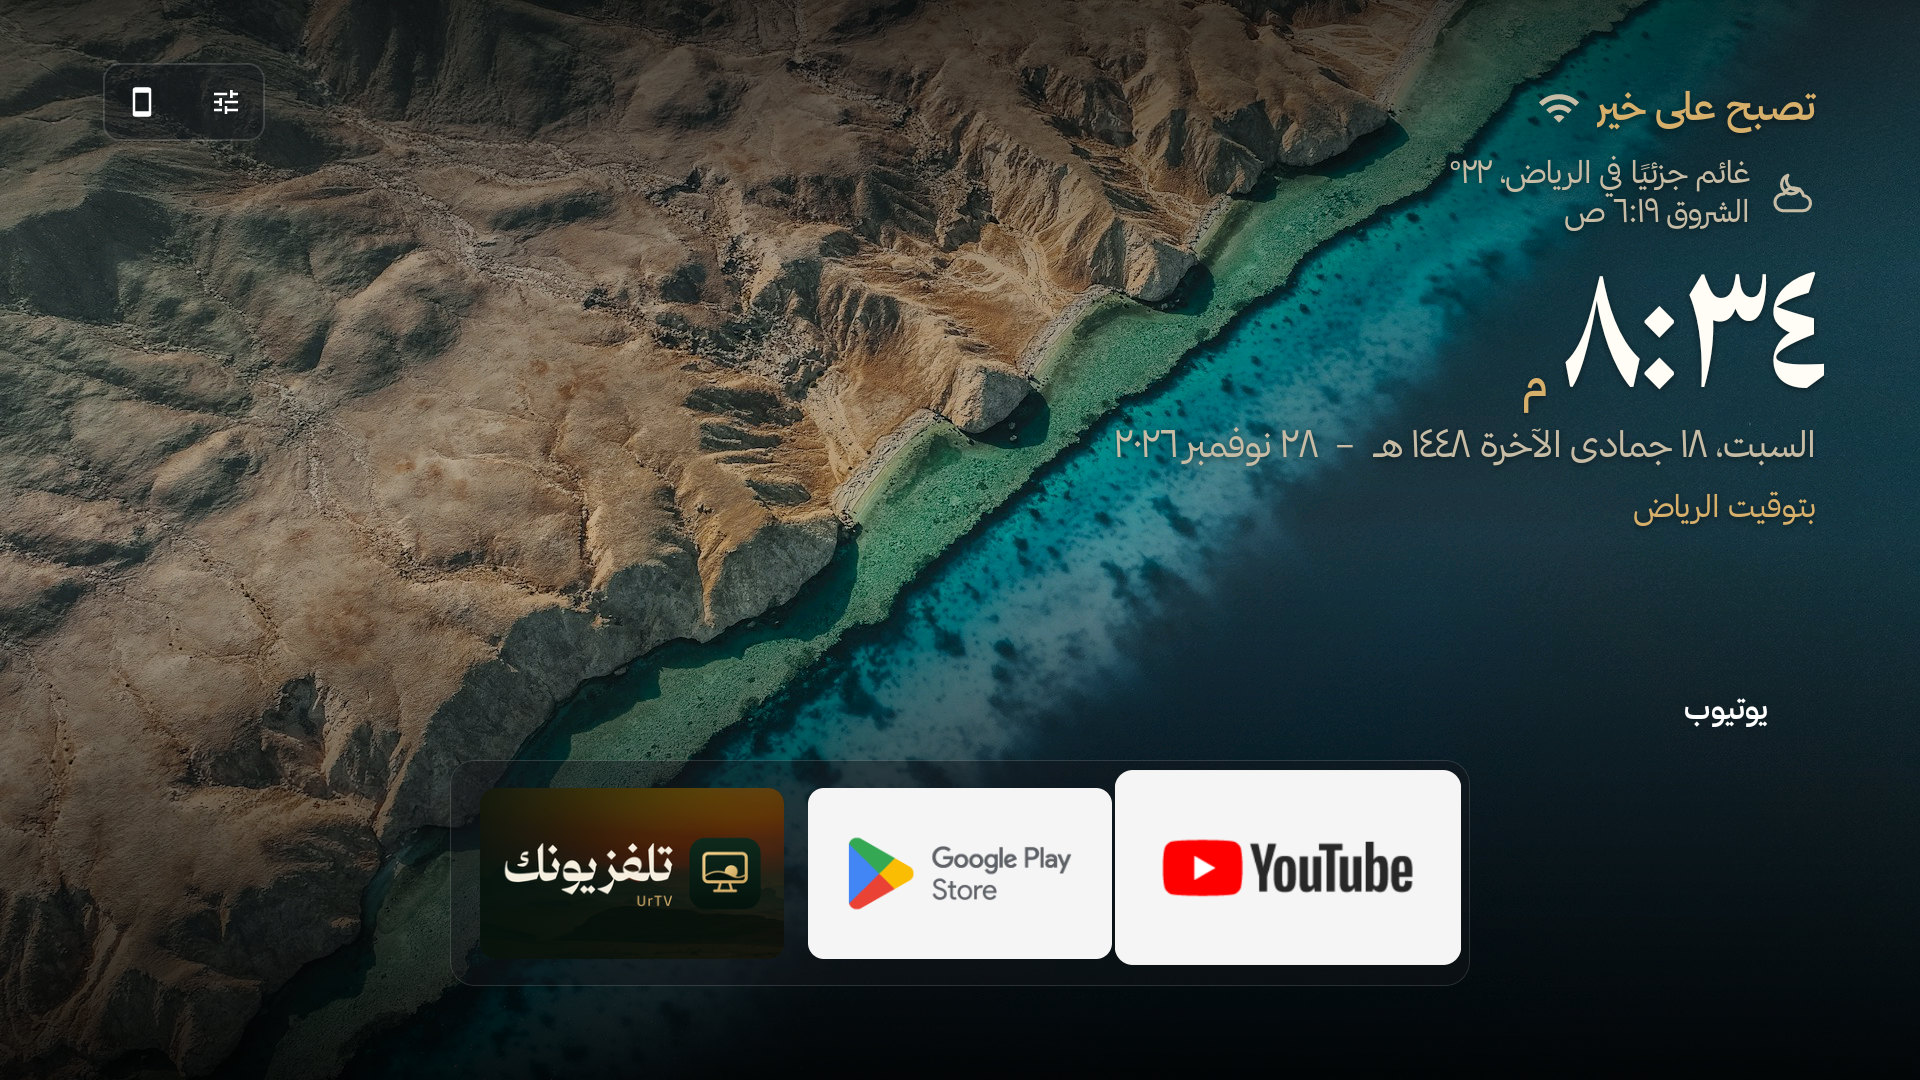 تصبح على خير
غائم جزئيًا في الرياض، ٢٢°
الشروق ٦:١٩ ص
٨:٣٤ م
السبت، ١٨ جمادى الآخرة ١٤٤٨ هـ – ٢٨ نوفمبر ٢٠٢٦
بتوقيت الرياض
يوتيوب
YouTube
Google Play
Store
تلفزيونك
UrTV